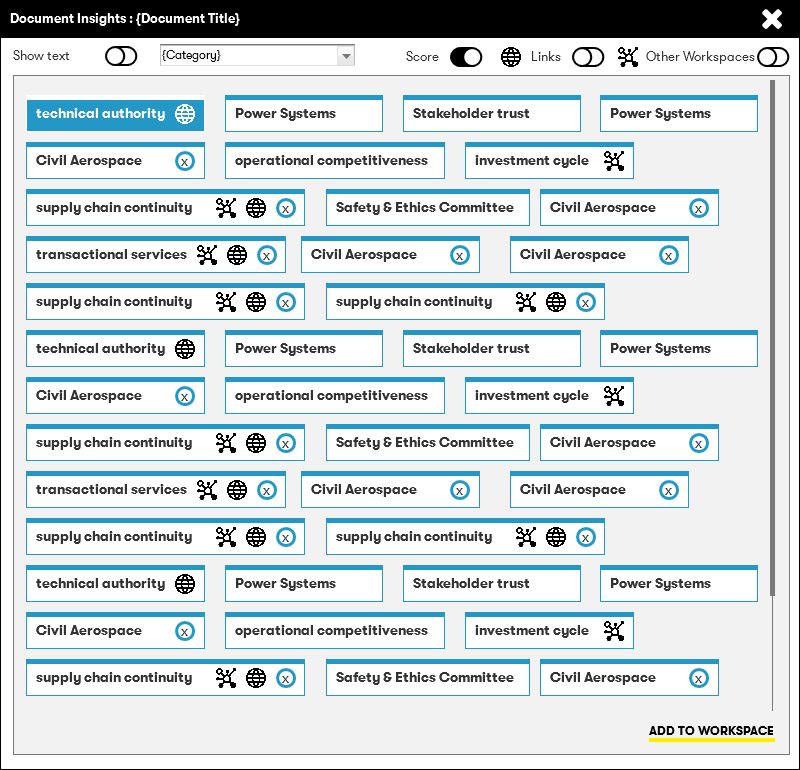 Document Insights : {Document Title}
Show text {Category} Score Links Other Workspaces
technical authority Power Systems Stakeholder trust Power Systems
Civil Aerospace x operational competitiveness investment cycle
supply chain continuity x Safety & Ethics Committee Civil Aerospace x
transactional services x Civil Aerospace x Civil Aerospace x
supply chain continuity x supply chain continuity x
technical authority Power Systems Stakeholder trust Power Systems
Civil Aerospace x operational competitiveness investment cycle
supply chain continuity x Safety & Ethics Committee Civil Aerospace x
transactional services x Civil Aerospace x Civil Aerospace x
supply chain continuity x supply chain continuity x
technical authority Power Systems Stakeholder trust Power Systems
Civil Aerospace x operational competitiveness investment cycle
supply chain continuity x Safety & Ethics Committee Civil Aerospace x
ADD TO WORKSPACE